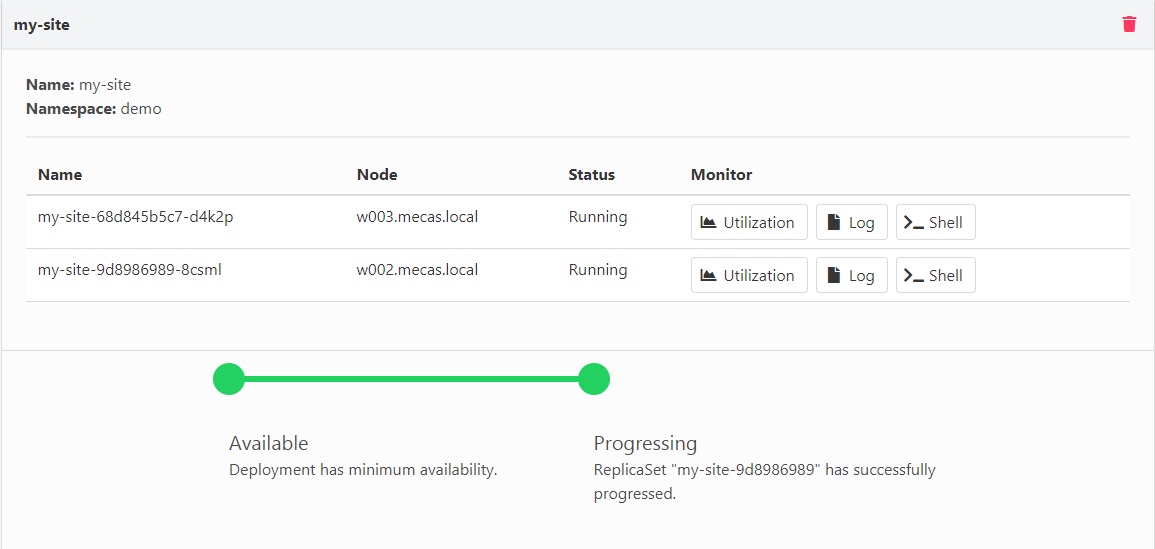 my-site
Name: my-site
Namespace: demo
Name Node Status Monitor
my-site-68d845b5c7-d4k2p w003.mecas.local Running Utilization Log Shell
my-site-9d8986989-8csml w002.mecas.local Running Utilization Log Shell
Available Progressing
Deployment has minimum availability. ReplicaSet "my-site-9d8986989" has successfully
progressed.